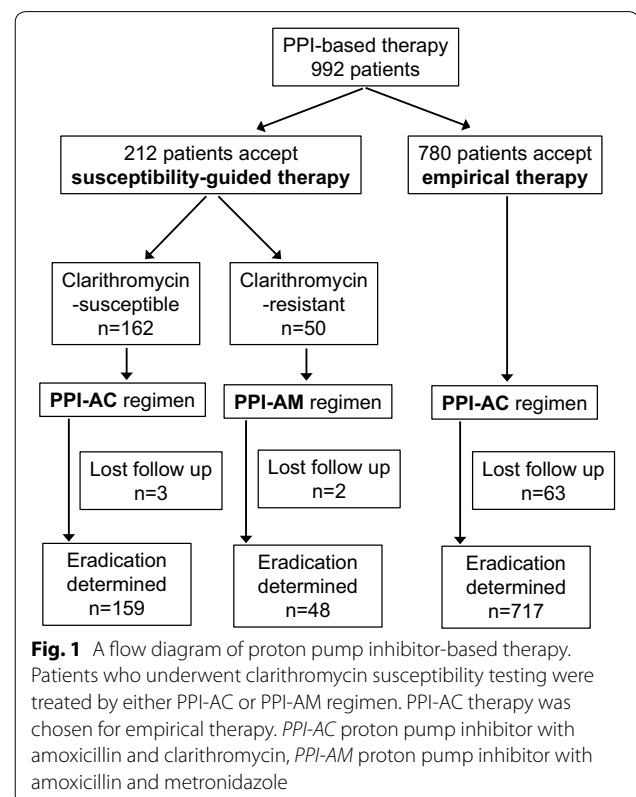 PPI-based therapy
992 patients
212 patients accept
susceptibility-guided therapy
780 patients accept
empirical therapy
Clarithromycin
-susceptible
n=162
Clarithromycin
-resistant
n=50
PPI-AC regimen
PPI-AM regimen
PPI-AC regimen
Lost follow up
n=3
Lost follow up
n=2
Lost follow up
n=63
Eradication
determined
n=159
Eradication
determined
n=48
Eradication
determined
n=717
Fig. 1 A flow diagram of proton pump inhibitor-based therapy.
Patients who underwent clarithromycin susceptibility testing were
treated by either PPI-AC or PPI-AM regimen. PPI-AC therapy was
chosen for empirical therapy. PPI-AC proton pump inhibitor with
amoxicillin and clarithromycin, PPI-AM proton pump inhibitor with
amoxicillin and metronidazole